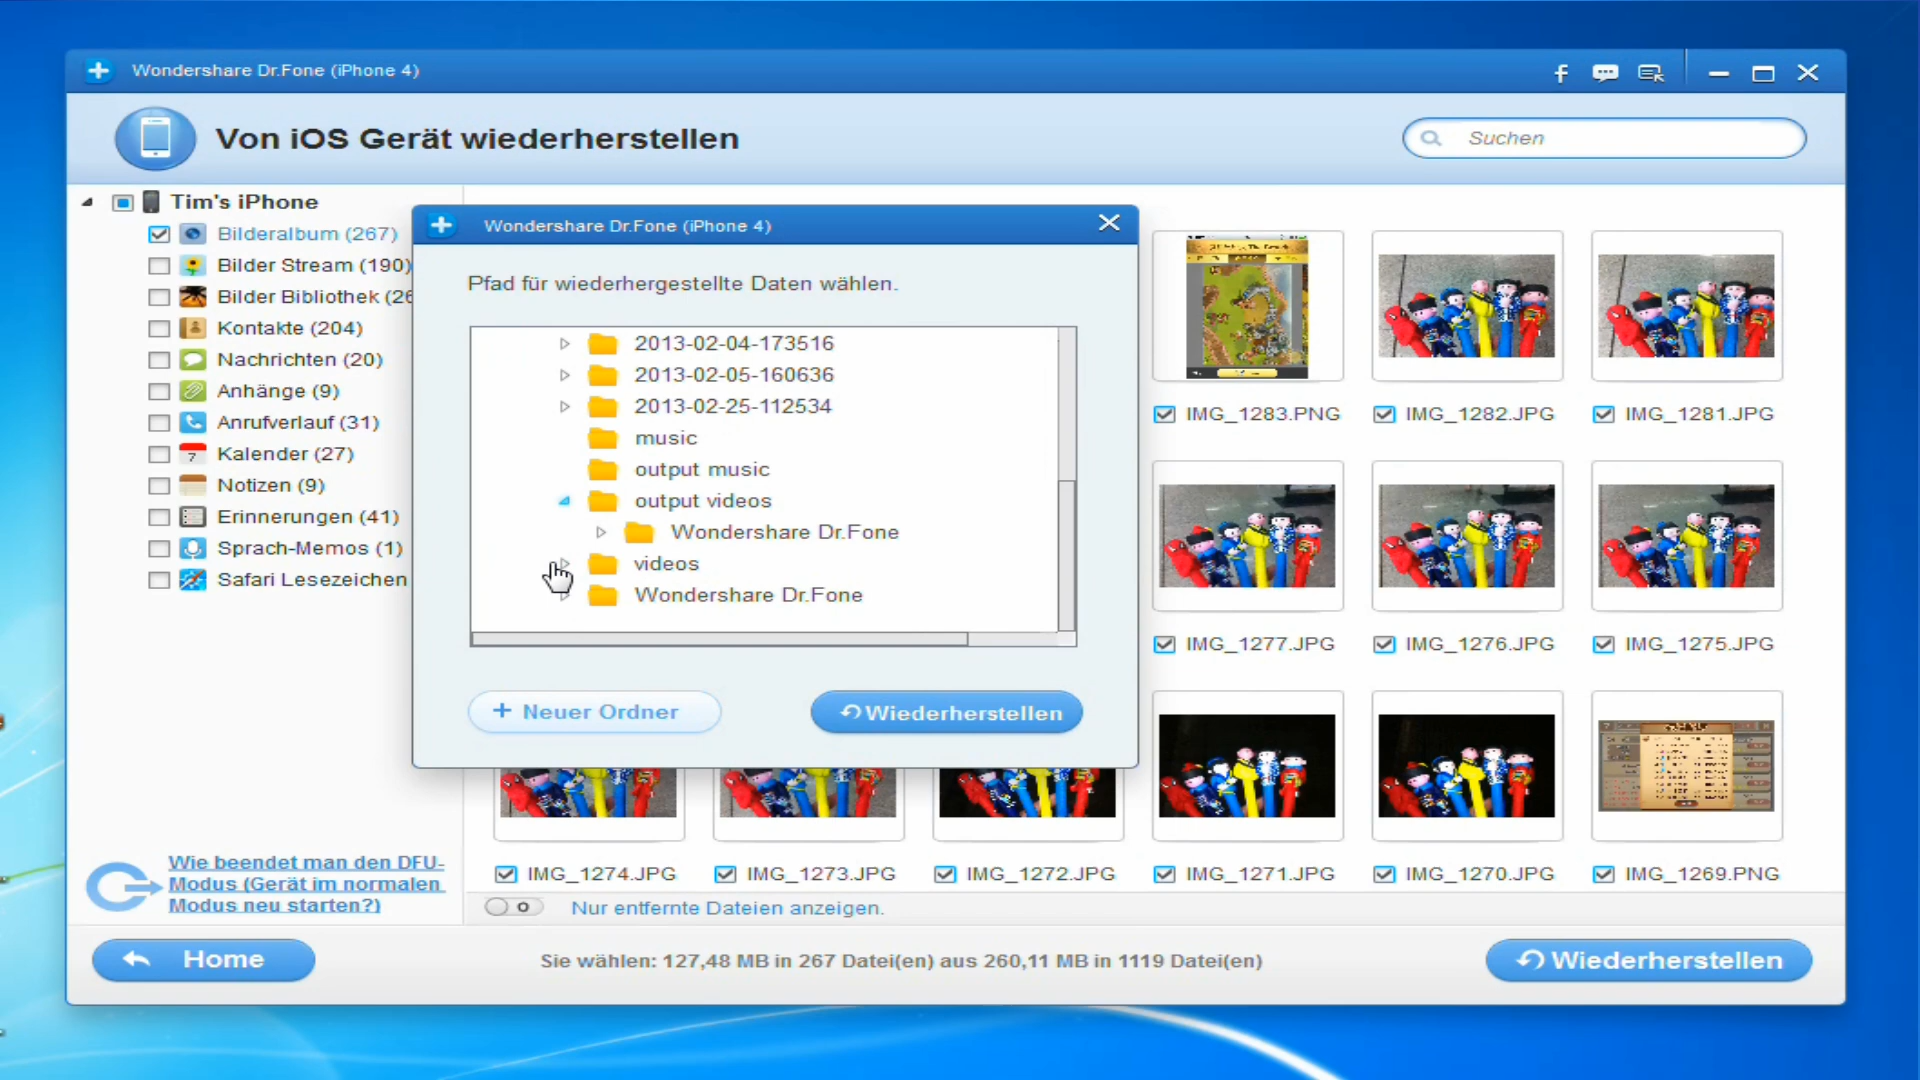 Wondershare Dr.Fone (iPhone 4)
Von iOS Gerät wiederherstellen
Suchen
Tim's iPhone
Bilderalbum (267)
Bilder Stream (190)
Bilder Bibliothek (26
Kontakte (204)
Nachrichten (20)
Anhänge (9)
Anrufverlauf (31)
Kalender (27)
Notizen (9)
Erinnerungen (41)
Sprach-Memos (1)
Safari Lesezeichen
Wie beendet man den DFU-
Modus (Gerät im normalen
Modus neu starten?)
Wondershare Dr.Fone (iPhone 4)
Pfad für wiederhergestellte Daten wählen.
2013-02-04-173516
2013-02-05-160636
2013-02-25-112534
music
output music
output videos
Wondershare Dr.Fone
videos
Wondershare Dr.Fone
+ Neuer Ordner
Wiederherstellen
IMG_1283.PNG IMG_1282.JPG IMG_1281.JPG
IMG_1277.JPG IMG_1276.JPG IMG_1275.JPG
IMG_1274.JPG IMG_1273.JPG IMG_1272.JPG IMG_1271.JPG IMG_1270.JPG IMG_1269.PNG
Nur entfernte Dateien anzeigen.
Home
Sie wählen: 127,48 MB in 267 Datei(en) aus 260,11 MB in 1119 Datei(en)
Wiederherstellen